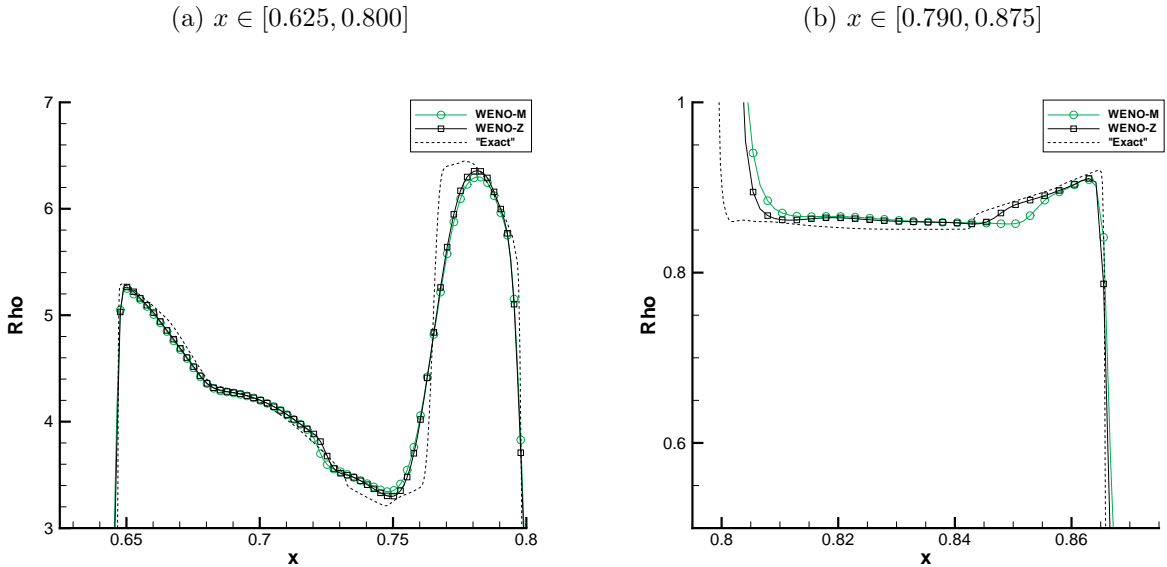 (a) x ∈ [0.625, 0.800]
7
6
5
4
3
Rho
0.65
0.7
0.75
0.8
x
WENO-M
WENO-Z
"Exact"
(b) x ∈ [0.790, 0.875]
1
0.8
0.6
Rho
0.8
0.82
0.84
0.86
x
WENO-M
WENO-Z
"Exact"